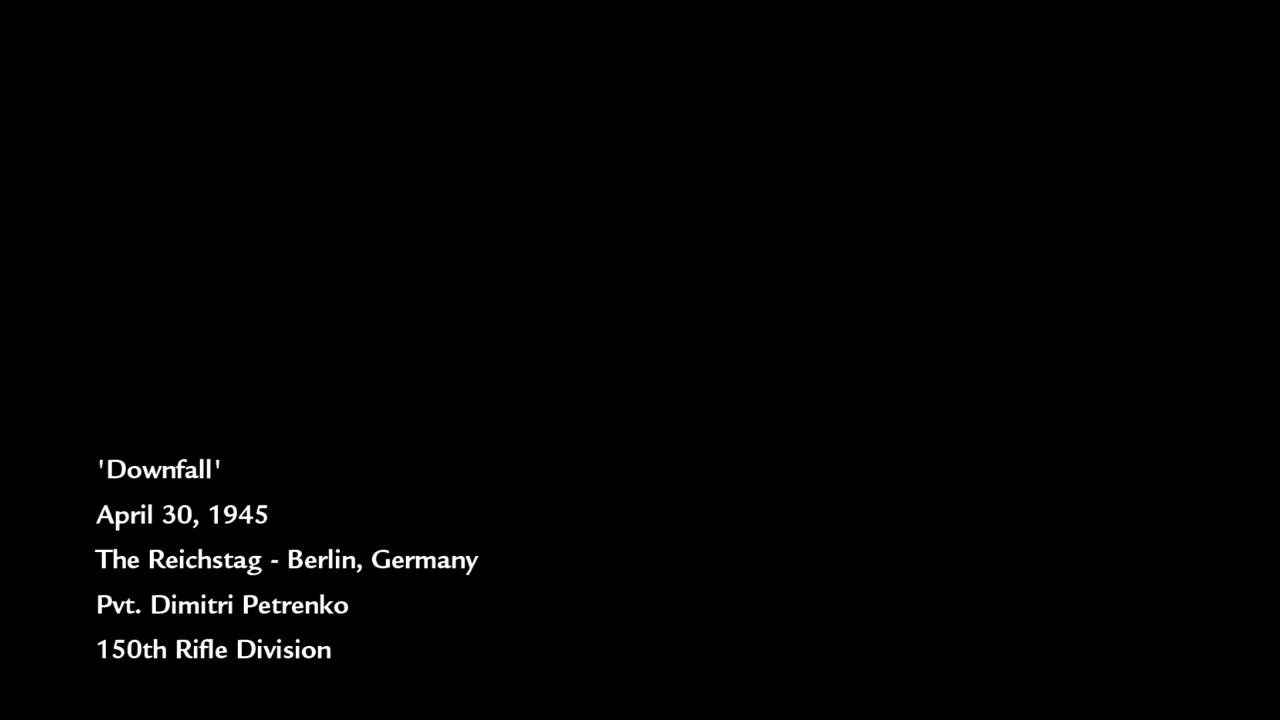 'Downfall'
April 30, 1945
The Reichstag - Berlin, Germany
Pvt. Dimitri Petrenko
150th Rifle Division